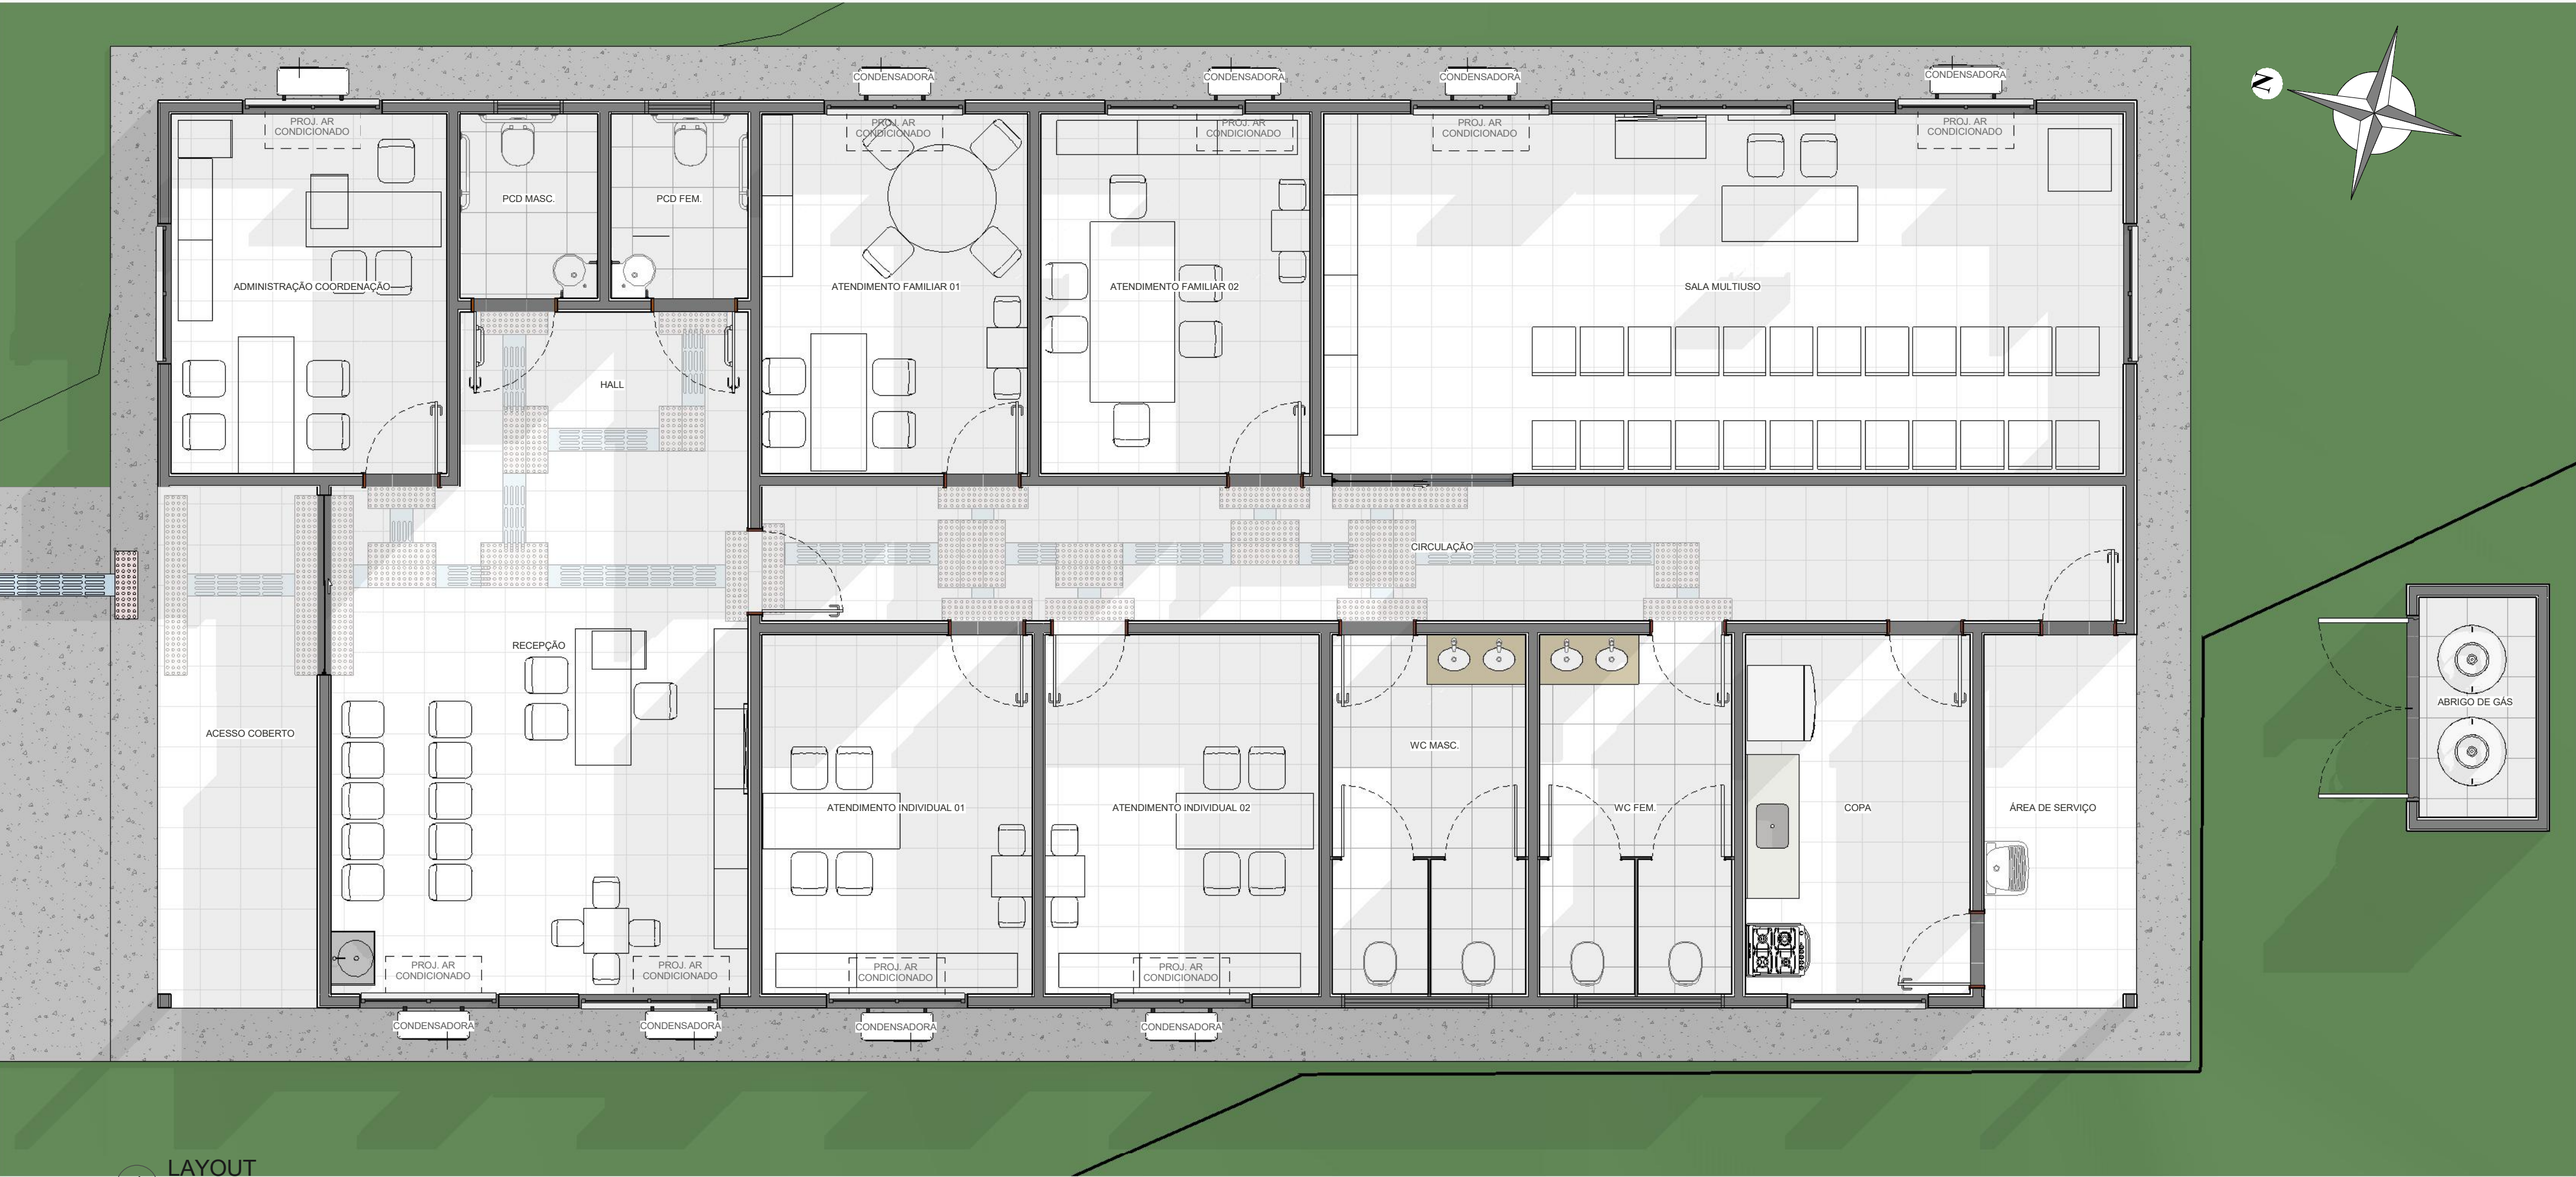 CONDENSADORA
CONDENSADORA
CONDENSADORA
CONDENSADORA
N
PROJ. AR
CONDICIONADO
PROJ. AR
CONDICIONADO
PROJ. AR
CONDICIONADO
PROJ. AR
CONDICIONADO
PROJ. AR
CONDICIONADO
PCD MASC.
PCD FEM.
ADMINISTRAÇÃO COORDENAÇÃO
ATENDIMENTO FAMILIAR 01
ATENDIMENTO FAMILIAR 02
SALA MULTIUSO
HALL
CIRCULAÇÃO
RECEPÇÃO
ACESSO COBERTO
WC MASC.
ABRIGO DE GÁS
ATENDIMENTO INDIVIDUAL 01
ATENDIMENTO INDIVIDUAL 02
WC FEM.
COPA
ÁREA DE SERVIÇO
PROJ. AR
CONDICIONADO
PROJ. AR
CONDICIONADO
PROJ. AR
CONDICIONADO
PROJ. AR
CONDICIONADO
CONDENSADORA
CONDENSADORA
CONDENSADORA
CONDENSADORA
LAYOUT